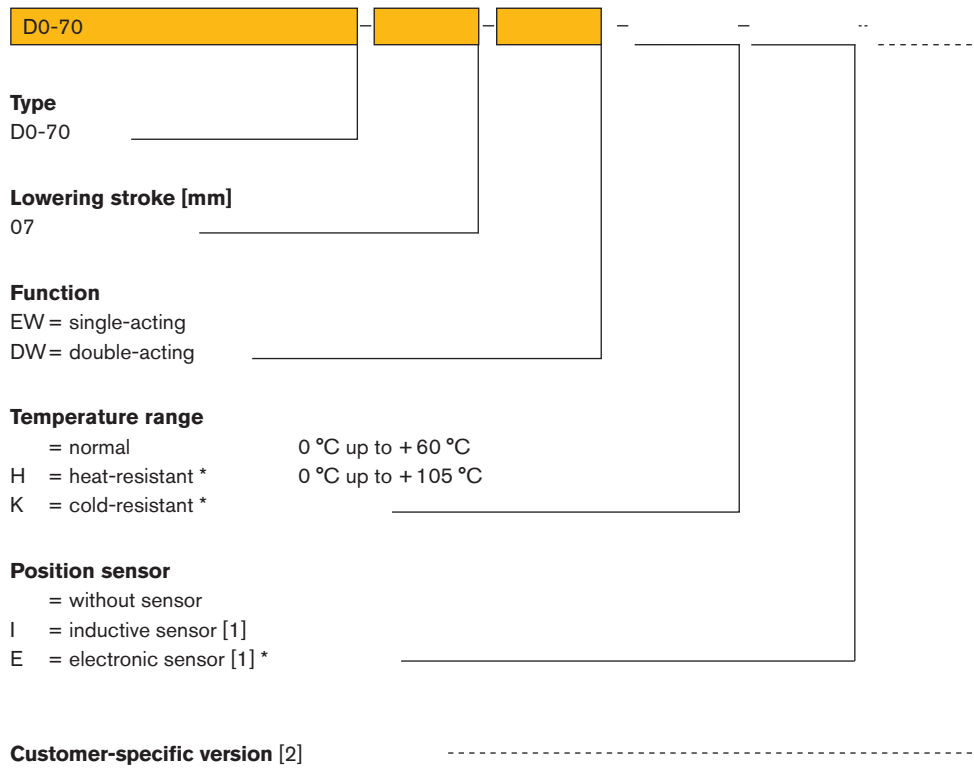 D0-70 – – – – --
Type
D0-70
Lowering stroke [mm]
07
Function
EW = single-acting
DW = double-acting
Temperature range
= normal 0 °C up to +60 °C
H = heat-resistant * 0 °C up to +105 °C
K = cold-resistant *
Position sensor
= without sensor
I = inductive sensor [1]
E = electronic sensor [1] *
Customer-specific version [2]